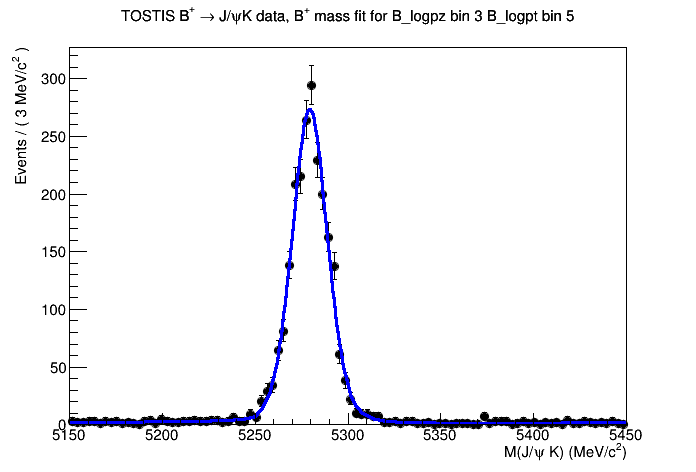 TOSTIS B⁺ → J/ψK data, B⁺ mass fit for B_logpz bin 3 B_logpt bin 5
Events / ( 3 MeV/c² )
300
250
200
150
100
50
0
5150 5200 5250 5300 5350 5400 5450
M(J/ψ K) (MeV/c²)